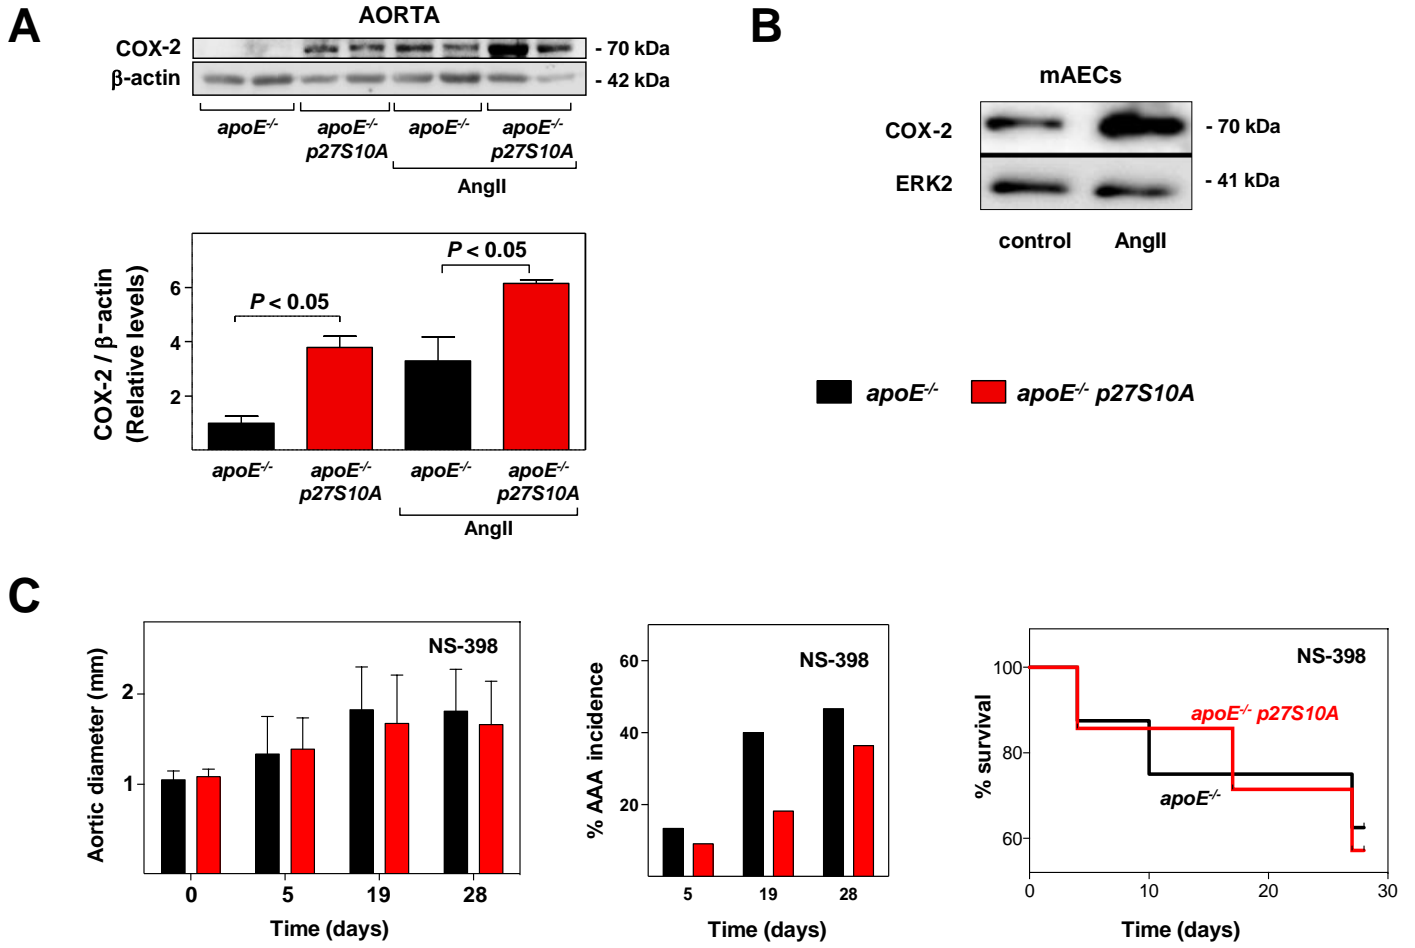 A
AORTA
COX-2
- 70 kDa
β-actin
- 42 kDa
apoE-/-
apoE-/-
p27S10A
apoE-/-
apoE-/-
p27S10A
AngII
COX-2 / β-actin
(Relative levels)
6
4
2
P < 0.05
P < 0.05
apoE-/-
apoE-/-
p27S10A
apoE-/-
apoE-/-
p27S10A
AngII
B
mAECs
COX-2
- 70 kDa
ERK2
- 41 kDa
control
AngII
apoE-/-
apoE-/- p27S10A
C
NS-398
Aortic diameter (mm)
2
1
0
5
19
28
Time (days)
NS-398
% AAA incidence
60
40
20
5
19
28
Time (days)
NS-398
% survival
100
80
60
apoE-/- p27S10A
apoE-/-
0
10
20
30
Time (days)